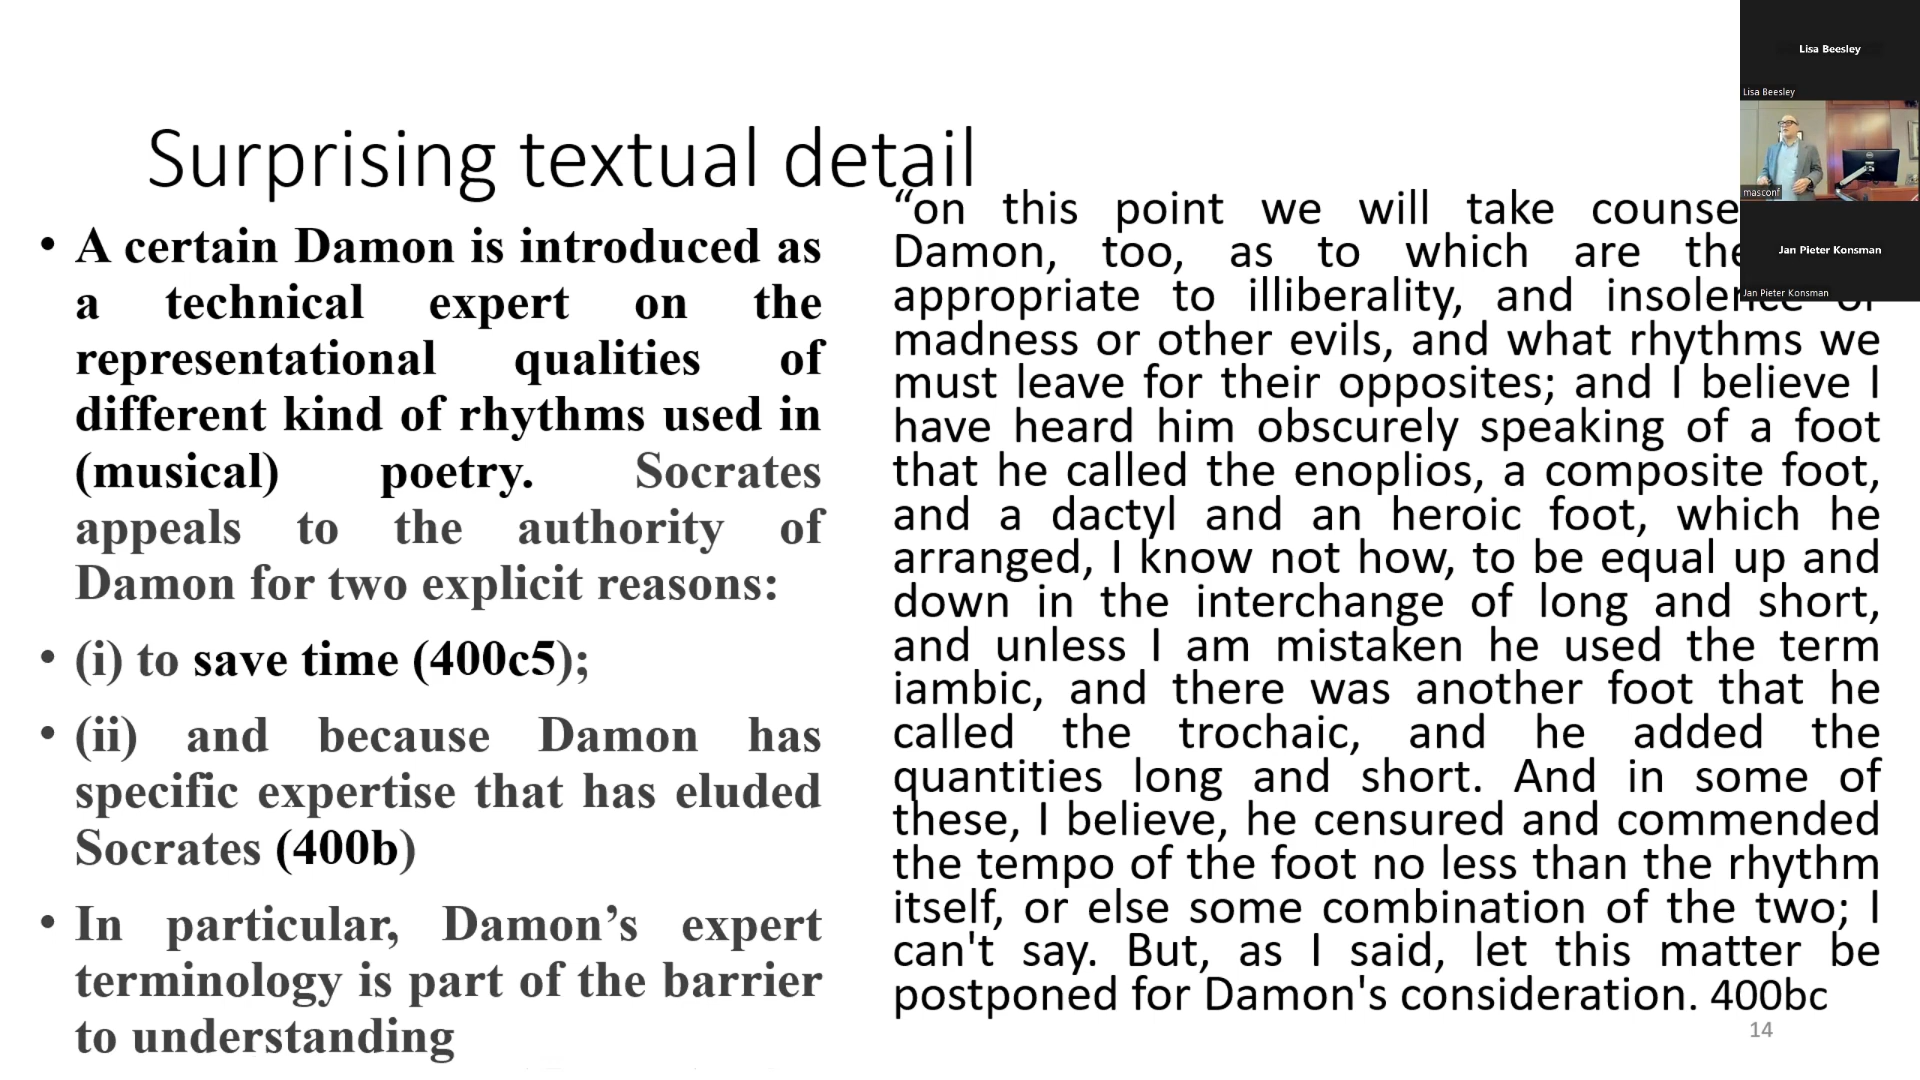 Surprising textual detail
• A certain Damon is introduced as
a technical expert on the
representational qualities of
different kind of rhythms used in
(musical) poetry. Socrates
appeals to the authority of
Damon for two explicit reasons:
• (i) to save time (400c5);
• (ii) and because Damon has
specific expertise that has eluded
Socrates (400b)
• In particular, Damon’s expert
terminology is part of the barrier
to understanding
“on this point we will take
Damon, too, as to which are
appropriate to illiberality, and insolence or
madness or other evils, and what rhythms we
must leave for their opposites; and I believe I
have heard him obscurely speaking of a foot
that he called the enoplios, a composite foot,
and a dactyl and an heroic foot, which he
arranged, I know not how, to be equal up and
down in the interchange of long and short,
and unless I am mistaken he used the term
iambic, and there was another foot that he
called the trochaic, and he added the
quantities long and short. And in some of
these, I believe, he censured and commended
the tempo of the foot no less than the rhythm
itself, or else some combination of the two; I
can't say. But, as I said, let this matter be
postponed for Damon's consideration. 400bc
14
Lisa Beesley
Lisa Beesley
masconf
Jan Pieter Konsman
Jan Pieter Konsman